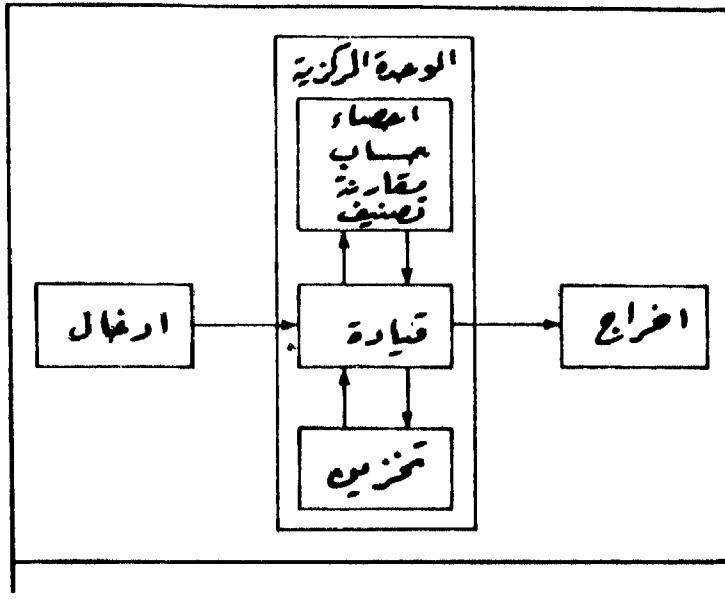 الوحدة المركزية
احصاء
حساب
مقارنة
تصنيف
ادخال
قيادة
اخراج
تخزين